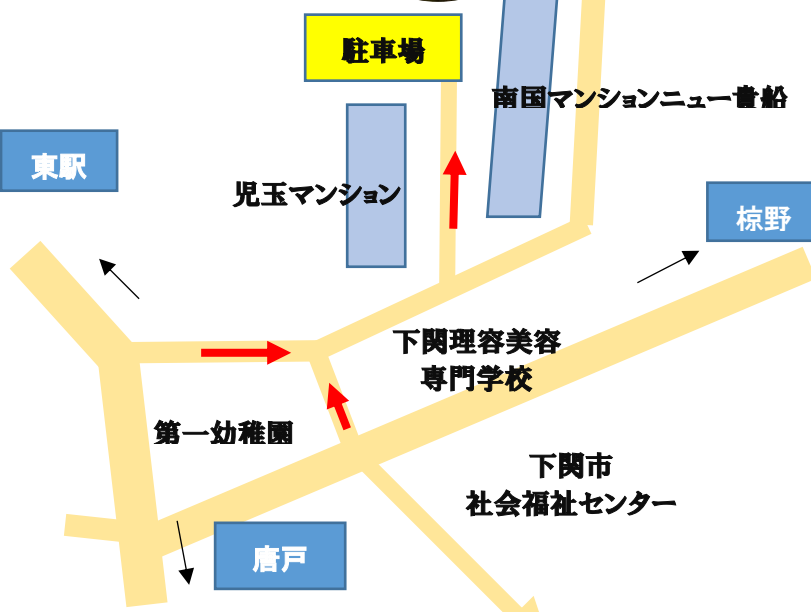 駐車場
南国マンションニュー貴船
東駅
児玉マンション
椋野
下関理容美容
専門学校
第一幼稚園
下関市
社会福祉センター
唐戸